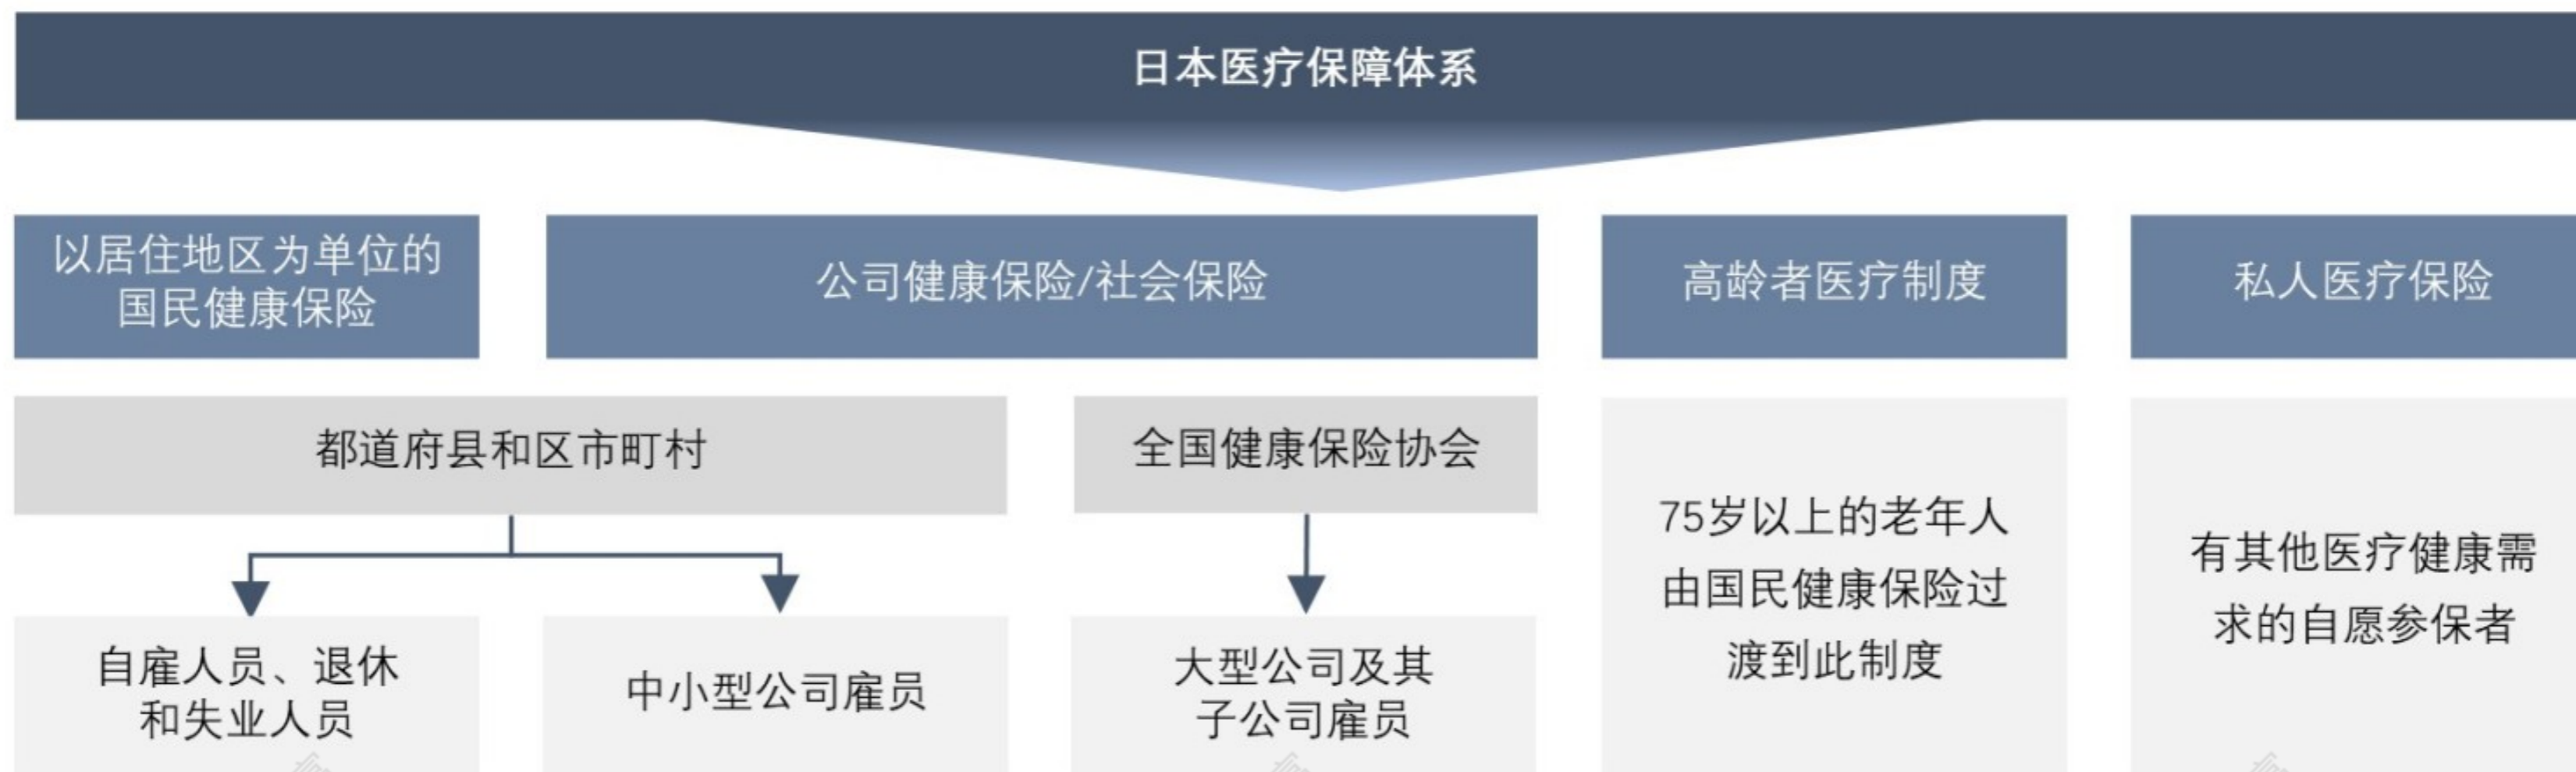 日本医疗保障体系
以居住地区为单位的
国民健康保险
公司健康保险/社会保险
高龄者医疗制度
私人医疗保险
都道府县和区市町村
全国健康保险协会
自雇人员、退休
和失业人员
中小型公司雇员
大型公司及其
子公司雇员
75岁以上的老年人
由国民健康保险过
渡到此制度
有其他医疗健康需
求的自愿参保者